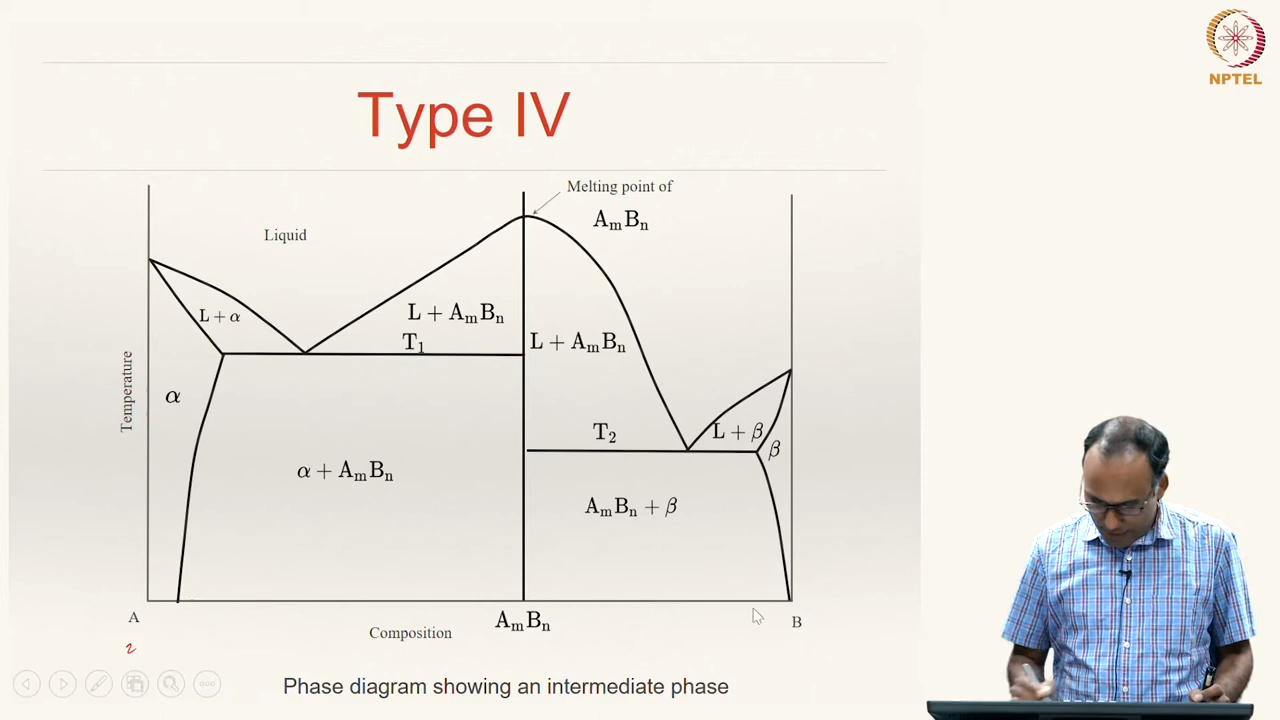 NPTEL
Type IV
Melting point of
AₘBₙ
Liquid
L + α
L + AₘBₙ
T₁
L + AₘBₙ
Temperature
α
T₂
L + β
β
α + AₘBₙ
AₘBₙ + β
A
AₘBₙ
B
Composition
2
Phase diagram showing an intermediate phase